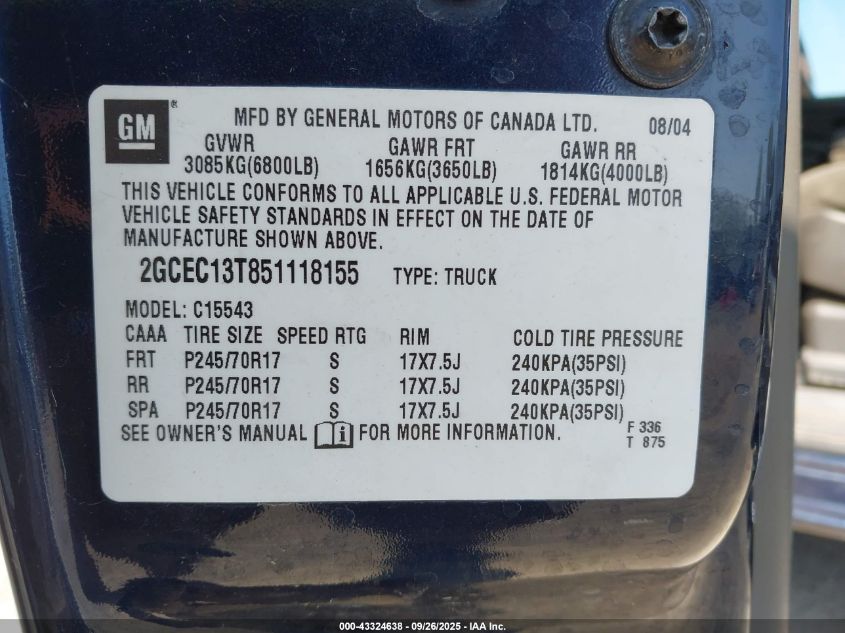 GM ® MFD BY GENERAL MOTORS OF CANADA LTD. 08/04
GVWR GAWR FRT GAWR RR
3085KG(6800LB) 1656KG(3650LB) 1814KG(4000LB)
THIS VEHICLE CONFORMS TO ALL APPLICABLE U.S. FEDERAL MOTOR
VEHICLE SAFETY STANDARDS IN EFFECT ON THE DATE OF
MANUFACTURE SHOWN ABOVE.
2GCEC13T851118155 TYPE: TRUCK
MODEL: C15543
CAAA TIRE SIZE SPEED RTG RIM COLD TIRE PRESSURE
FRT P245/70R17 S 17X7.5J 240KPA(35PSI)
RR P245/70R17 S 17X7.5J 240KPA(35PSI)
SPA P245/70R17 S 17X7.5J 240KPA(35PSI)
SEE OWNER'S MANUAL i FOR MORE INFORMATION. F 336
T 875
000-43324638 - 09/26/2025 - IAA Inc.